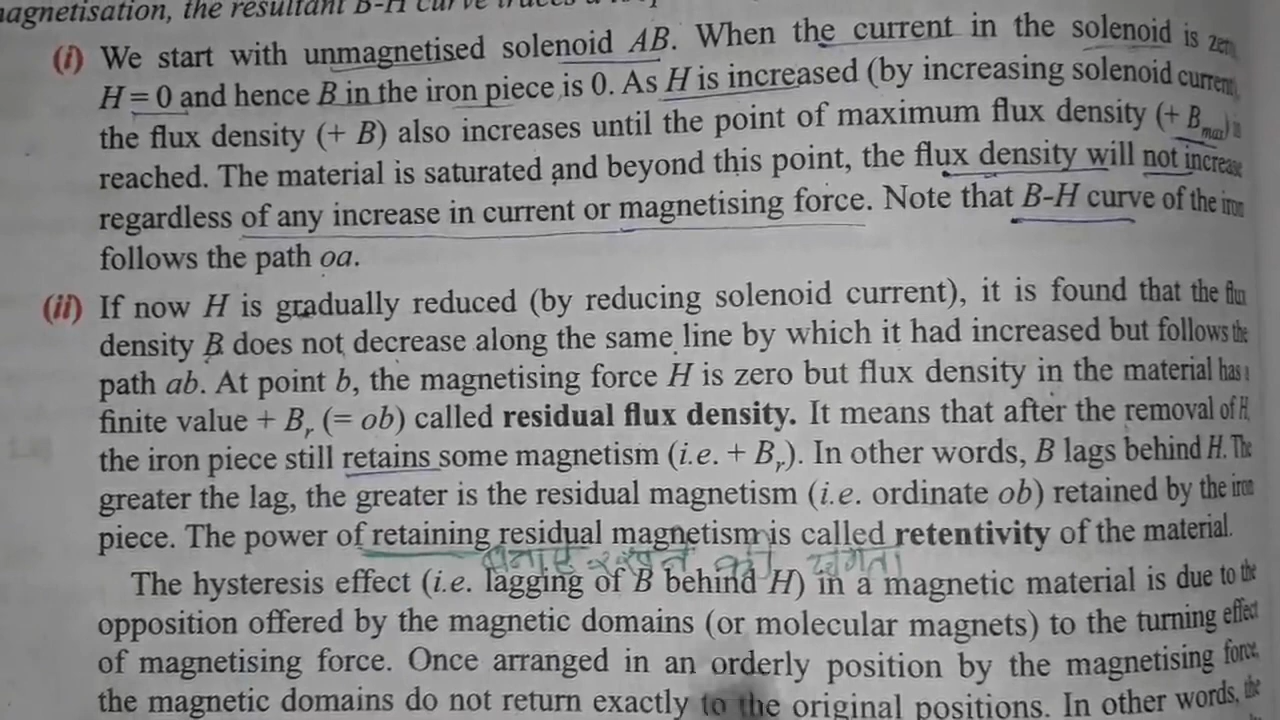 magnetisation, the resultant B-H curve traces a
(i) We start with unmagnetised solenoid AB. When the current in the solenoid is zero,
H = 0 and hence B in the iron piece is 0. As H is increased (by increasing solenoid current),
the flux density (+ B) also increases until the point of maximum flux density (+ Bmax) is
reached. The material is saturated and beyond this point, the flux density will not increase
regardless of any increase in current or magnetising force. Note that B-H curve of the iron
follows the path oa.
(ii) If now H is gradually reduced (by reducing solenoid current), it is found that the flux
density B does not decrease along the same line by which it had increased but follows the
path ab. At point b, the magnetising force H is zero but flux density in the material has a
finite value + Br (= ob) called residual flux density. It means that after the removal of H,
the iron piece still retains some magnetism (i.e. + Br). In other words, B lags behind H. The
greater the lag, the greater is the residual magnetism (i.e. ordinate ob) retained by the iron
piece. The power of retaining residual magnetism is called retentivity of the material.
बनाए रखने की
The hysteresis effect (i.e. lagging of B behind H) in a magnetic material is due to the
opposition offered by the magnetic domains (or molecular magnets) to the turning effect
of magnetising force. Once arranged in an orderly position by the magnetising force,
the magnetic domains do not return exactly to the original positions. In other words, the